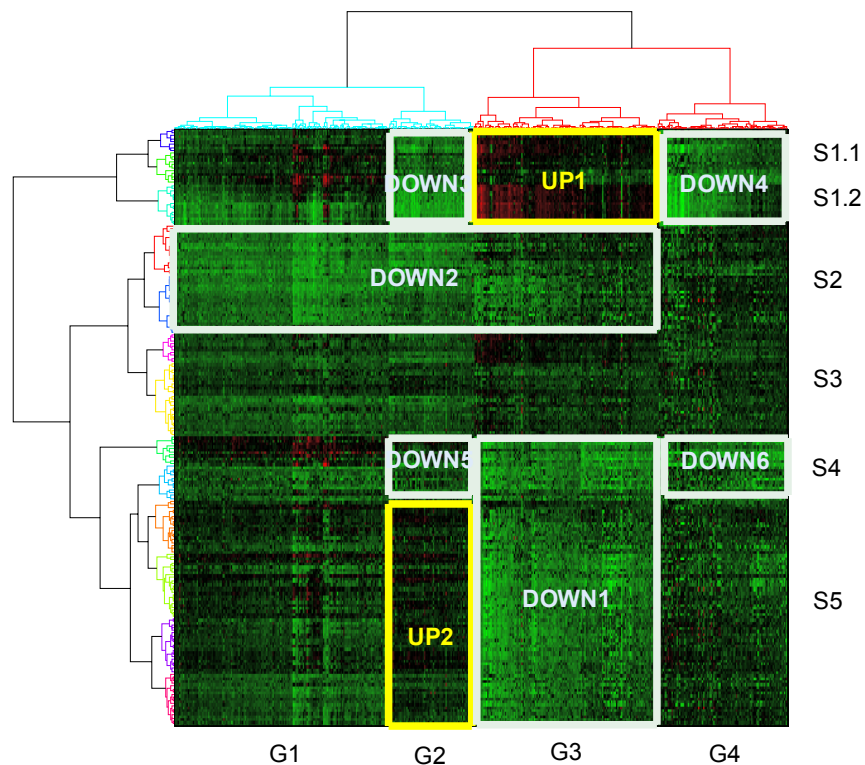 S1.1
DOWN3
UP1
DOWN4
S1.2
DOWN2
S2
S3
DOWN5
DOWN6
S4
DOWN1
S5
UP2
G1
G2
G3
G4